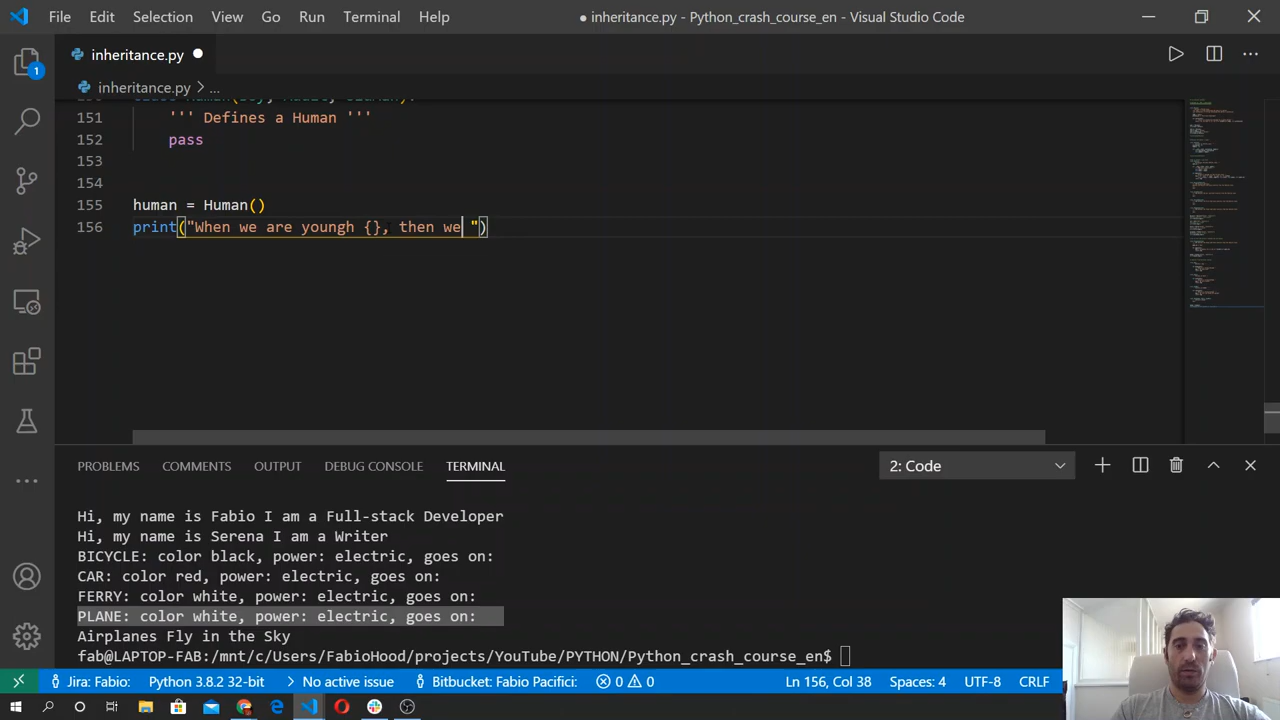 File Edit Selection View Go Run Terminal Help
● inheritance.py - Python_crash_course_en - Visual Studio Code
inheritance.py ●
inheritance.py > ...
151 ''' Defines a Human '''
152 pass
153
154
155 human = Human()
156 print("When we are youngh {}, then we ")
1
PROBLEMS COMMENTS OUTPUT DEBUG CONSOLE TERMINAL
2: Code
Hi, my name is Fabio I am a Full-stack Developer
Hi, my name is Serena I am a Writer
BICYCLE: color black, power: electric, goes on:
CAR: color red, power: electric, goes on:
FERRY: color white, power: electric, goes on:
PLANE: color white, power: electric, goes on:
Airplanes Fly in the Sky
fab@LAPTOP-FAB:/mnt/c/Users/FabioHood/projects/YouTube/PYTHON/Python_crash_course_en$
Jira: Fabio: Python 3.8.2 32-bit > No active issue Bitbucket: Fabio Pacifici: 0 0 Ln 156, Col 38 Spaces: 4 UTF-8 CRLF